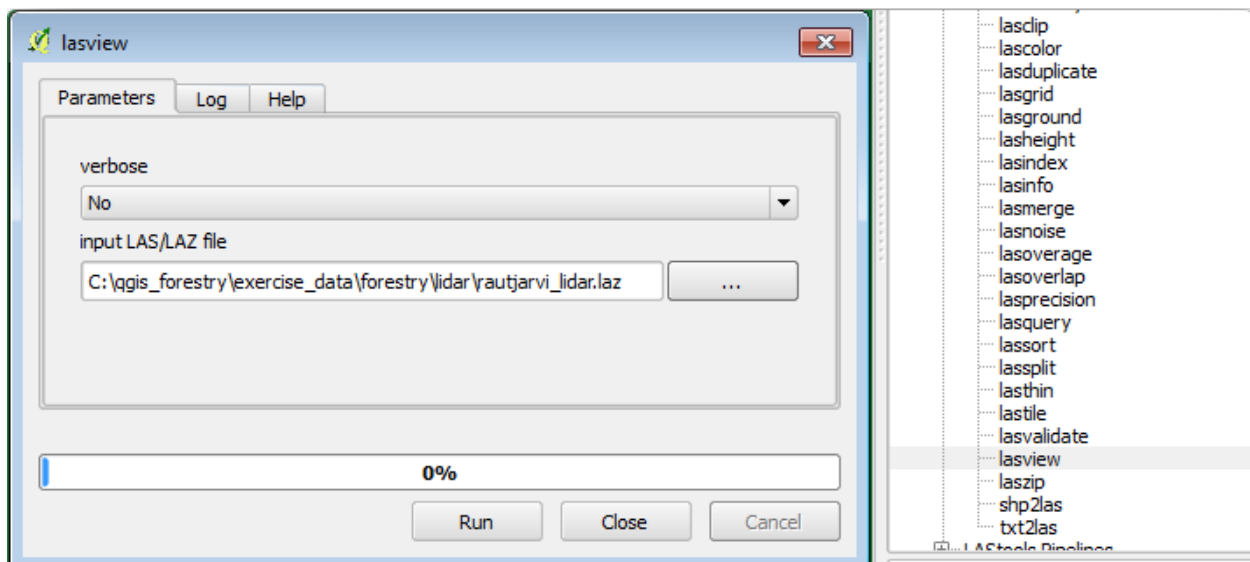 lasview
Parameters
Log
Help
verbose
No
input LAS/LAZ file
C:\qgis_forestry\exercise_data\forestry\lidar\rautjarvi_lidar.laz
...
0%
Run
Close
Cancel
lasclip
lascolor
lasduplicate
lasgrid
lasground
lasheight
lasindex
lasinfo
lasmerge
lasnoise
lasoverage
lasoverlap
lasprecision
lasquery
lassort
lassplit
lasthin
lastile
lasvalidate
lasview
laszip
shp2las
txt2las
LAStools Pipelines